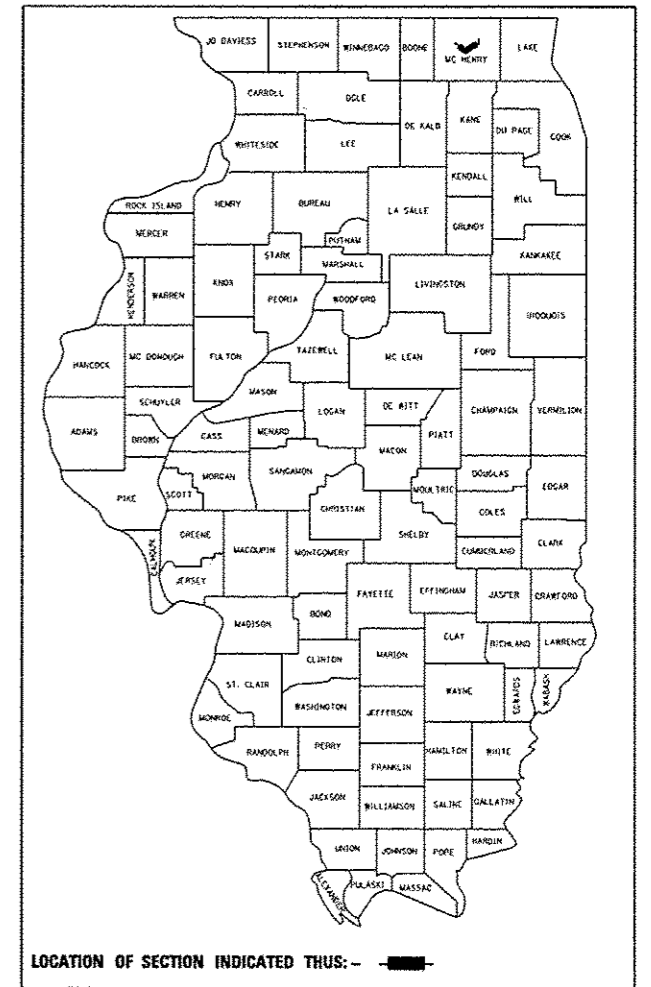 JO DAVIESS STEPHENSON WINNEBAGO BOONE MC HENRY LAKE
CARROLL OGLE DE KALB KANE DU PAGE COOK
WHITESIDE LEE
KENDALL
ROCK ISLAND HENRY BUREAU LA SALLE GRUNDY WILL
MERCER PUTNAM
STARK MARSHALL KANKAKEE
HENDERSON WARREN KNOX PEORIA WOODFORD LIVINGSTON IROQUOIS
HANCOCK MC DONOUGH FULTON TAZEWELL MC LEAN FORD
MASON
SCHUYLER LOGAN DE WITT CHAMPAIGN VERMILION
ADAMS BROWN CASS MENARD MACON PIATT
MORGAN SANGAMON DOUGLAS
PIKE SCOTT CHRISTIAN MOULTRIE EDGAR
COLES
GREENE MACOUPIN MONTGOMERY SHELBY CUMBERLAND CLARK
CALHOUN JERSEY
FAYETTE EFFINGHAM JASPER CRAWFORD
MADISON BOND
CLAY RICHLAND LAWRENCE
CLINTON MARION
ST. CLAIR WAYNE EDWARDS WABASH
WASHINGTON JEFFERSON
MONROE
RANDOLPH PERRY HAMILTON WHITE
FRANKLIN
JACKSON WILLIAMSON SALINE GALLATIN
UNION JOHNSON POPE HARDIN
ALEXANDER PULASKI MASSAC
LOCATION OF SECTION INDICATED THUS: -